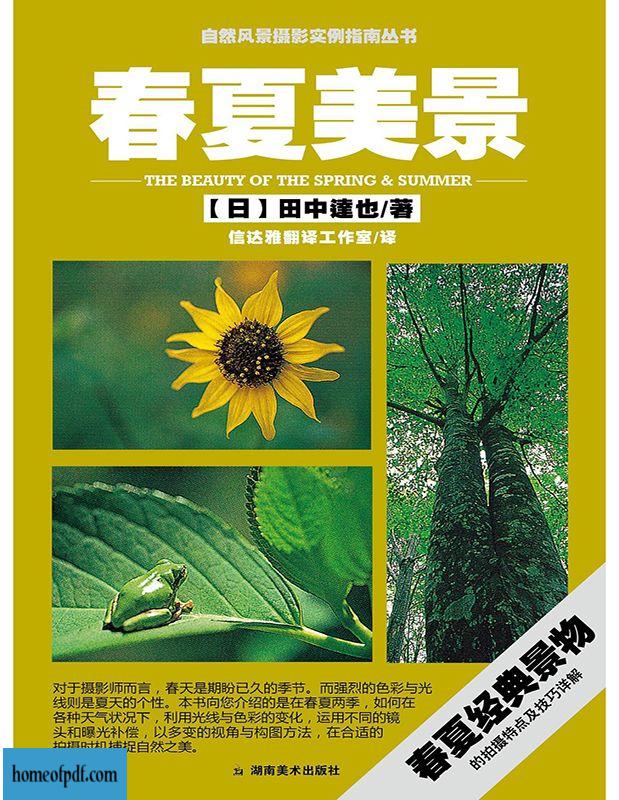 自然风景摄影实例指南丛书
春夏美景
THE BEAUTY OF THE SPRING & SUMMER
【日】田中達也/著
信达雅翻译工作室/译
对于摄影师而言，春天是期盼已久的季节。而强烈的色彩与光
线则是夏天的个性。本书向您介绍的是在春夏两季，如何在
各种天气状况下，利用光线与色彩的变化，运用不同的镜
头和曝光补偿，以多变的视角与构图方法，在合适的
拍摄时机捕捉自然之美。
春夏经典景物
的拍摄特点及技巧详解
湖南美术出版社
homeofpdf.com